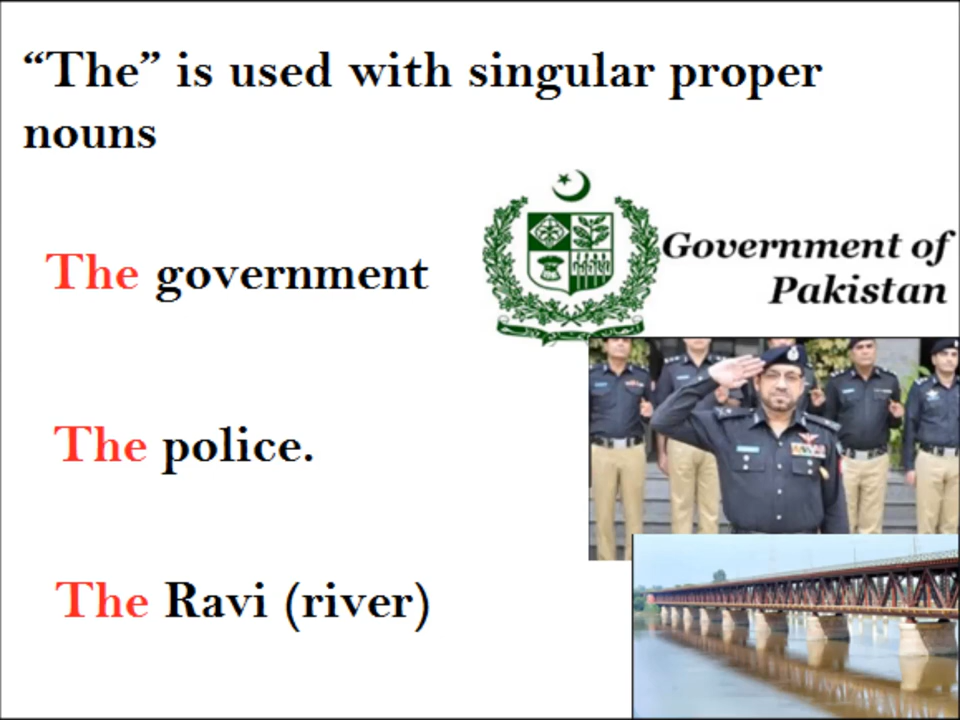 “The” is used with singular proper
nouns
The government
Government of
Pakistan
The police.
The Ravi (river)